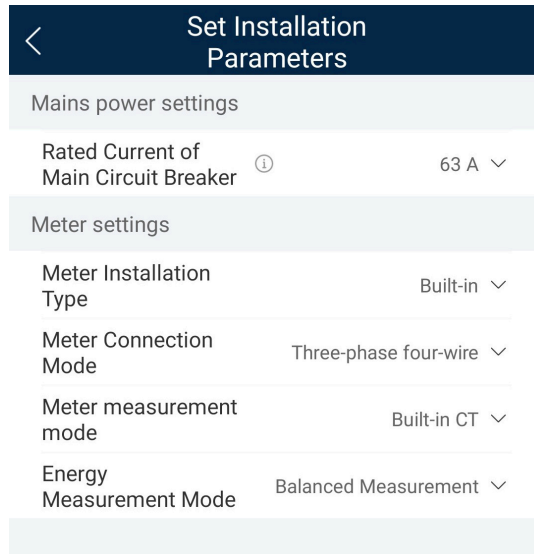 Set Installation
Parameters
Mains power settings
Rated Current of
Main Circuit Breaker
63 A
Meter settings
Meter Installation
Type
Built-in
Meter Connection
Mode
Three-phase four-wire
Meter measurement
mode
Built-in CT
Energy
Measurement Mode
Balanced Measurement